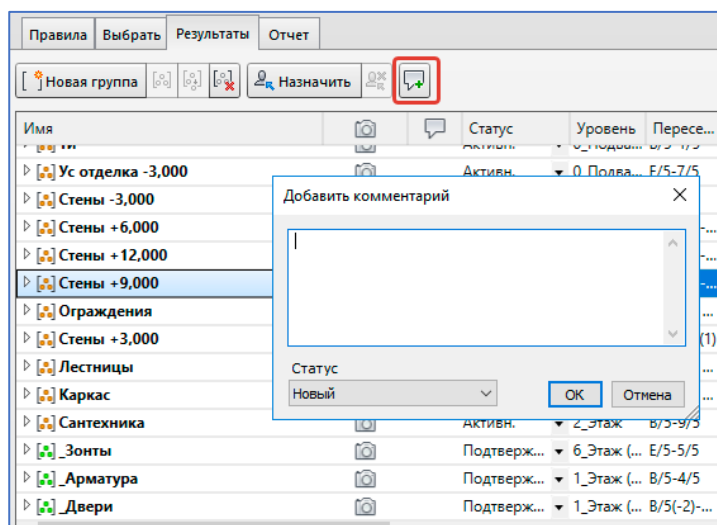 Правила Выбрать Результаты Отчет
Новая группа Назначить
Имя Статус Уровень Пересе...
Ус отделка -3,000 Активн. 0_Подва... F/5-7/5
Стены -3,000
Стены +6,000
Стены +12,000
Стены +9,000
Ограждения
Стены +3,000
Лестницы
Каркас
Сантехника Активн. 2_Этаж B/5-9/5
_Зонты Подтверж... 6_Этаж (... E/5-5/5
_Арматура Подтверж... 1_Этаж (... B/5-4/5
_Двери Подтверж... 1_Этаж (... B/5(-2)-...
Добавить комментарий
Статус
Новый ОК Отмена